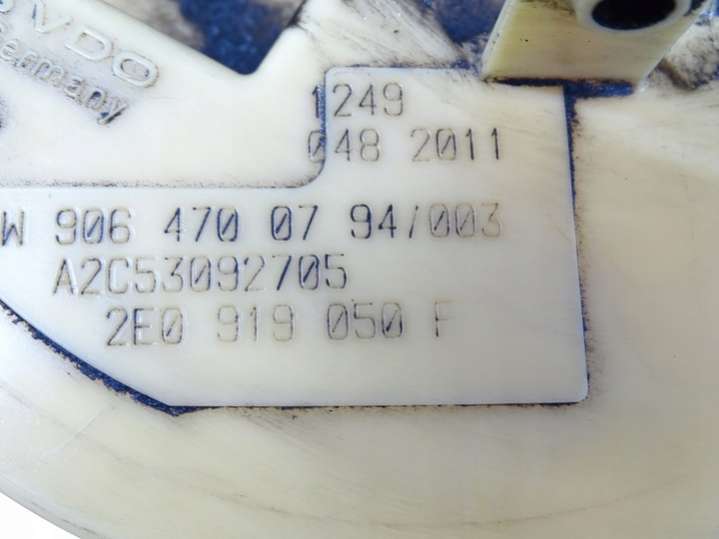 VDO
Germany
1249
048 2011
W 906 470 07 94/003
A2C53092705
2E0 919 050 F